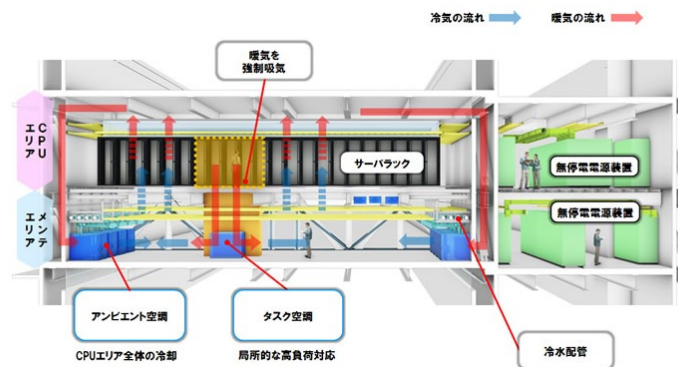 冷気の流れ
暖気の流れ
暖気を
強制吸気
CPUエリア
サーバラック
無停電電源装置
無停電電源装置
メンテエリア
アンビエント空調
タスク空調
冷水配管
CPUエリア全体の冷却
局所的な高負荷対応